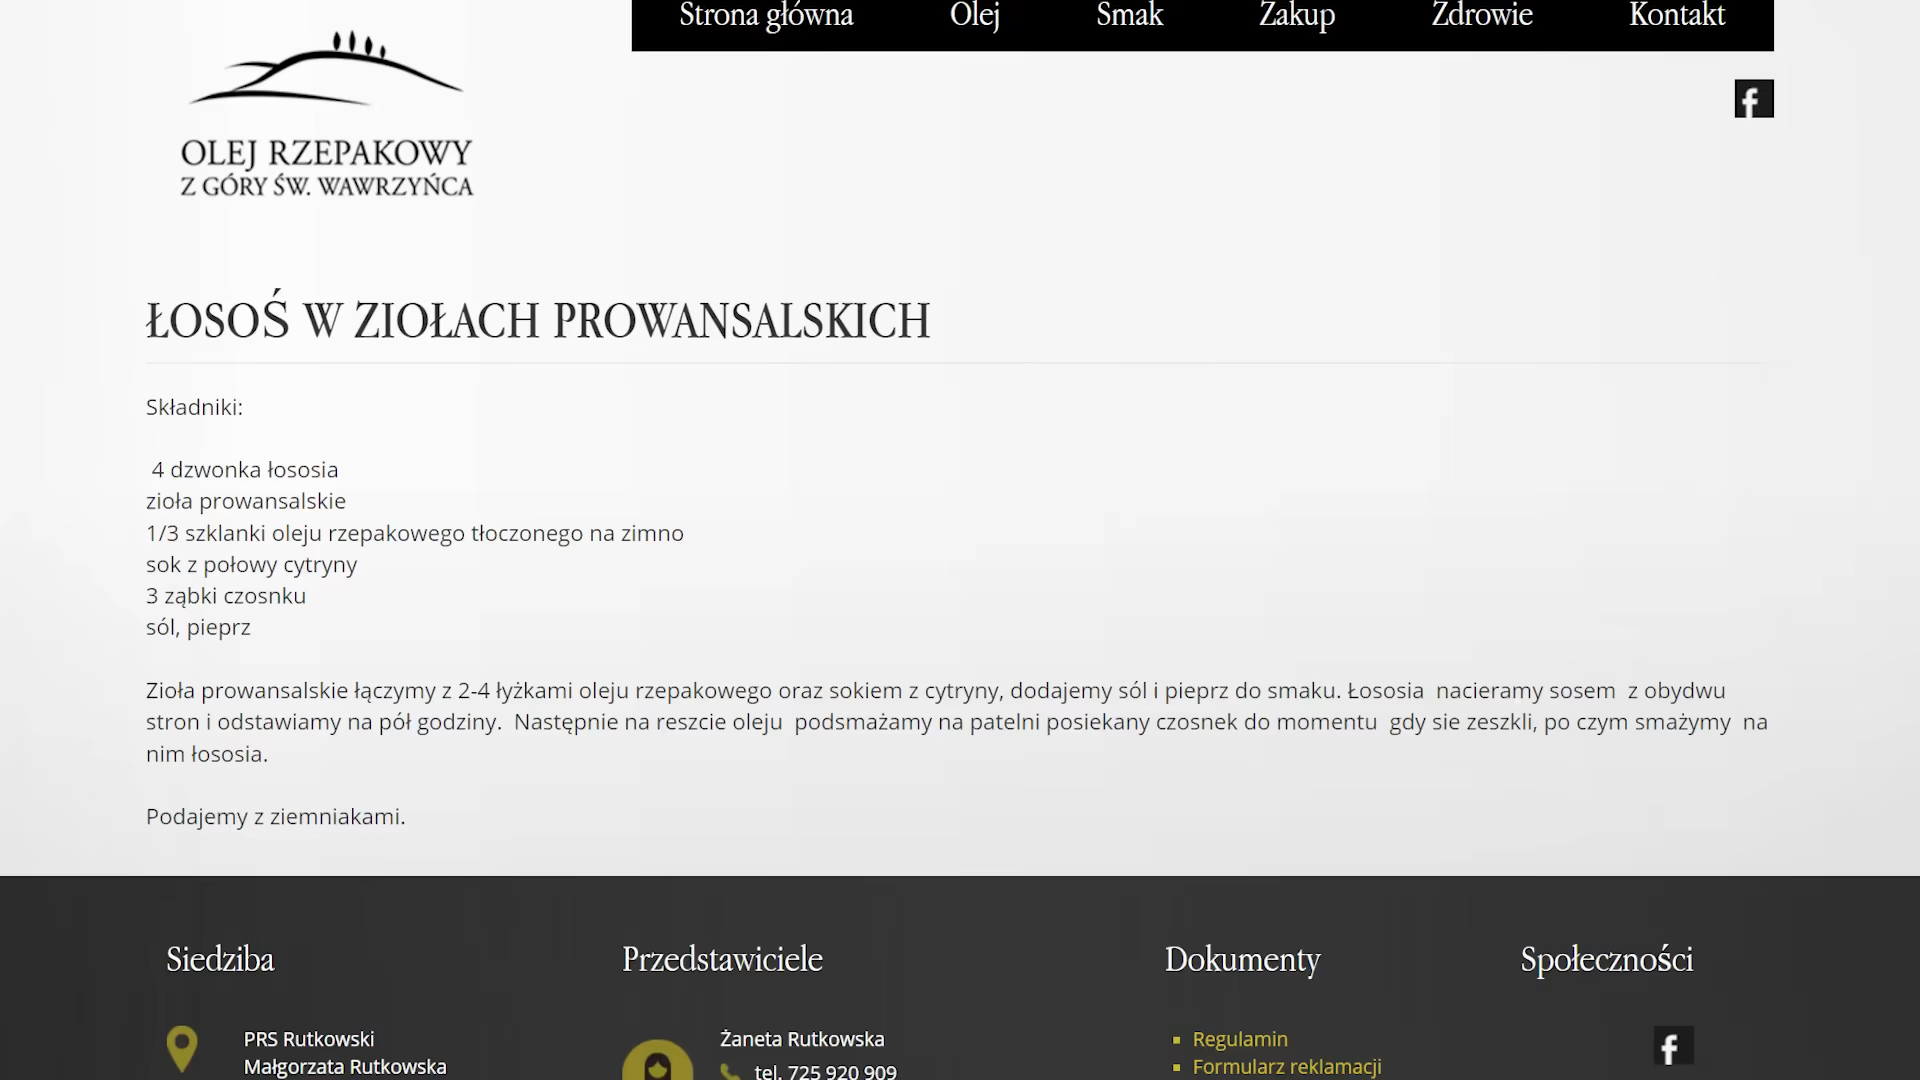 Strona główna Olej Smak Zakup Zdrowie Kontakt
OLEJ RZEPAKOWY
Z GÓRY ŚW. WAWRZYŃCA
ŁOSOŚ W ZIOŁACH PROWANSALSKICH
Składniki:
4 dzwonka łososia
zioła prowansalskie
1/3 szklanki oleju rzepakowego tłoczonego na zimno
sok z połowy cytryny
3 ząbki czosnku
sól, pieprz
Zioła prowansalskie łączymy z 2-4 łyżkami oleju rzepakowego oraz sokiem z cytryny, dodajemy sól i pieprz do smaku. Łososia nacieramy sosem z obydwu
stron i odstawiamy na pół godziny. Następnie na reszcie oleju podsmażamy na patelni posiekany czosnek do momentu gdy sie zeszkli, po czym smażymy na
nim łososia.
Podajemy z ziemniakami.
Siedziba Przedstawiciele Dokumenty Społeczności
PRS Rutkowski Żaneta Rutkowska Regulamin
Małgorzata Rutkowska tel. 725 920 909 Formularz reklamacji